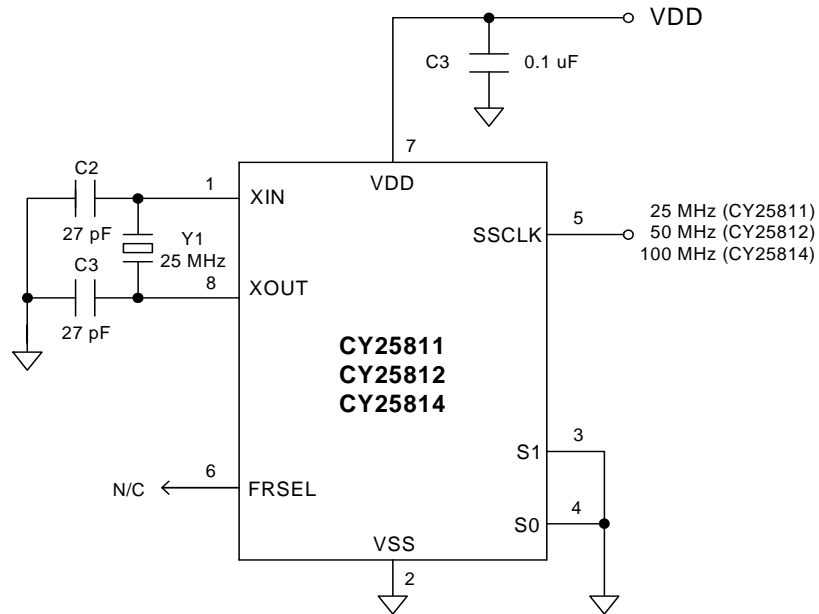 VDD
C3 0.1 uF
7
VDD
C2
27 pF
1
XIN
Y1
25 MHz
C3
27 pF
8
XOUT
SSCLK
5
25 MHz (CY25811)
50 MHz (CY25812)
100 MHz (CY25814)
CY25811
CY25812
CY25814
S1
3
N/C
6
FRSEL
S0
4
VSS
2